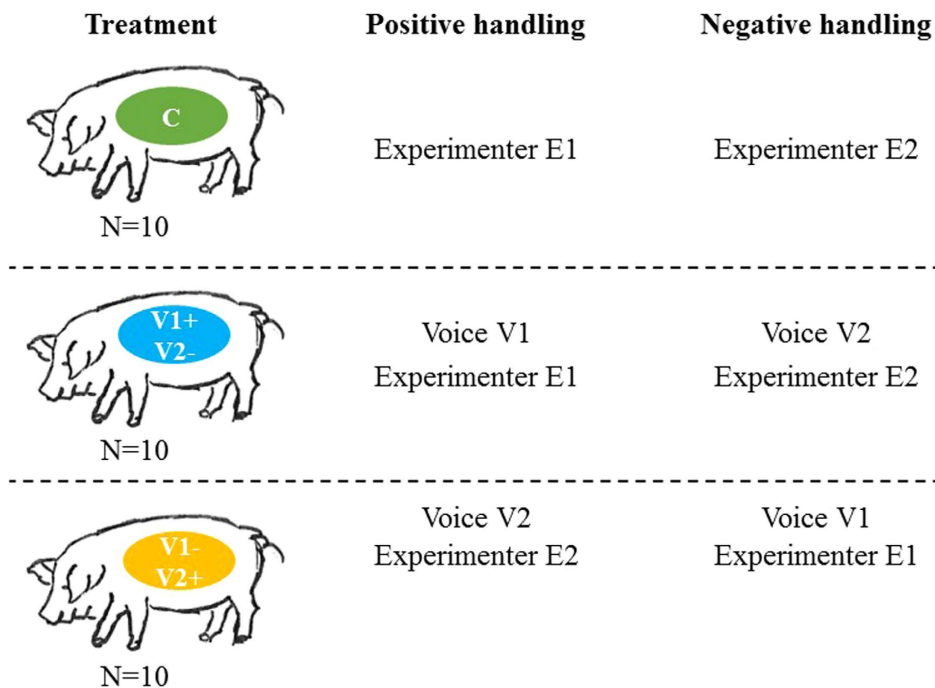 Treatment Positive handling Negative handling
C
Experimenter E1 Experimenter E2
N=10
V1+
V2-
Voice V1 Voice V2
Experimenter E1 Experimenter E2
N=10
V1-
V2+
Voice V2 Voice V1
Experimenter E2 Experimenter E1
N=10